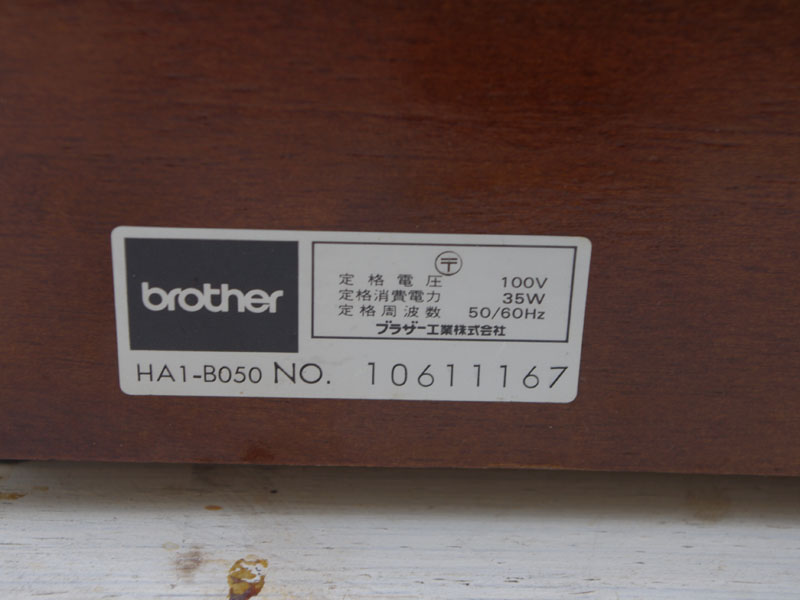 brother
〒
定格電圧 100V
定格消費電力 35W
定格周波数 50/60Hz
ブラザー工業株式会社
HA1-B050 NO. 10611167